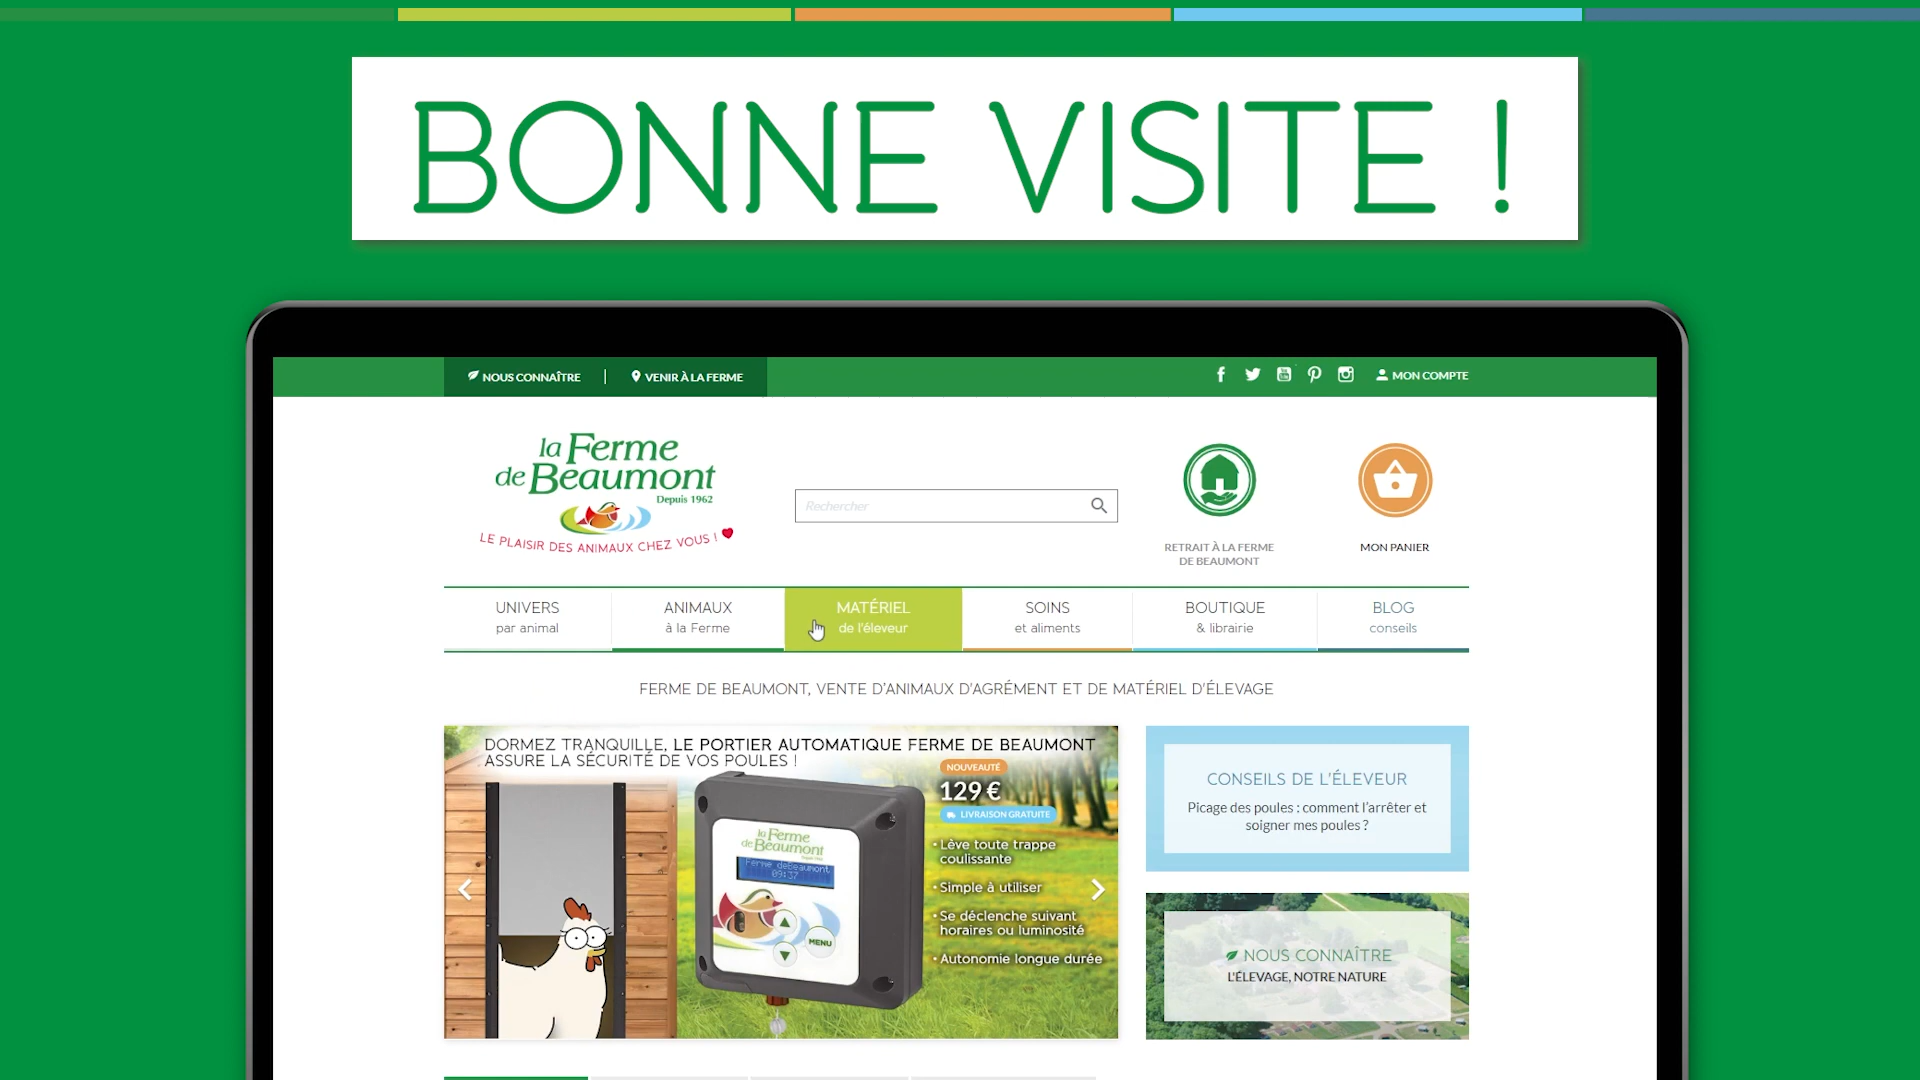 BONNE VISITE !
NOUS CONNAÎTRE | VENIR À LA FERME
MON COMPTE
la Ferme
de Beaumont
Depuis 1962
LE PLAISIR DES ANIMAUX CHEZ VOUS !
Rechercher
RETRAIT À LA FERME
DE BEAUMONT
MON PANIER
UNIVERS
par animal
ANIMAUX
à la Ferme
MATÉRIEL
de l'éleveur
SOINS
et aliments
BOUTIQUE
& librairie
BLOG
conseils
FERME DE BEAUMONT, VENTE D'ANIMAUX D'AGRÉMENT ET DE MATÉRIEL D'ÉLEVAGE
DORMEZ TRANQUILLE, LE PORTIER AUTOMATIQUE FERME DE BEAUMONT
ASSURE LA SÉCURITÉ DE VOS POULES !
NOUVEAUTÉ
129 €
LIVRAISON GRATUITE
• Lève toute trappe
coulissante
• Simple à utiliser
• Se déclenche suivant
horaires ou luminosité
• Autonomie longue durée
la Ferme
de Beaumont
Ferme deBeaumont
09:37
MENU
CONSEILS DE L'ÉLEVEUR
Picage des poules : comment l'arrêter et
soigner mes poules ?
NOUS CONNAÎTRE
L'ÉLEVAGE, NOTRE NATURE